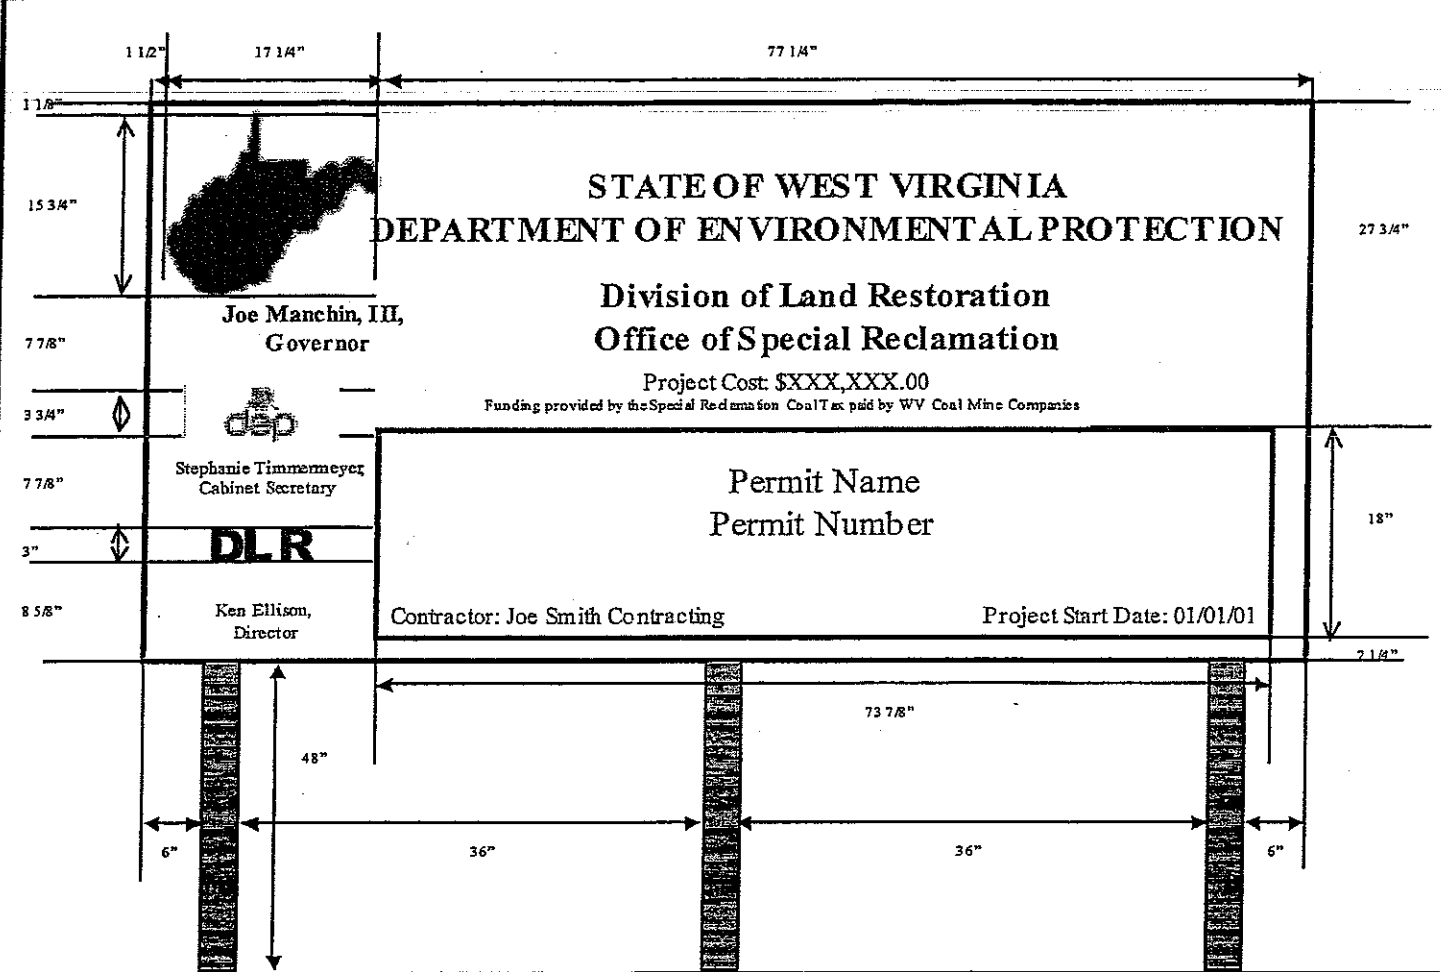 1 1/2" 17 1/4" 77 1/4"
1 1/8"
15 3/4"
STATE OF WEST VIRGINIA
DEPARTMENT OF ENVIRONMENTAL PROTECTION
27 3/4"
Division of Land Restoration
Office of Special Reclamation
Joe Manchin, III,
Governor
7 7/8"
Project Cost: $XXX,XXX.00
Funding provided by the Special Reclamation Coal Tax paid by WV Coal Mine Companies
3 3/4"
dep
Stephanie Timmermeyer,
Cabinet Secretary
7 7/8"
Permit Name
Permit Number
18"
3"
DLR
8 5/8"
Ken Ellison,
Director
Contractor: Joe Smith Contracting
Project Start Date: 01/01/01
2 1/4"
73 7/8"
48"
6" 36" 36" 6"